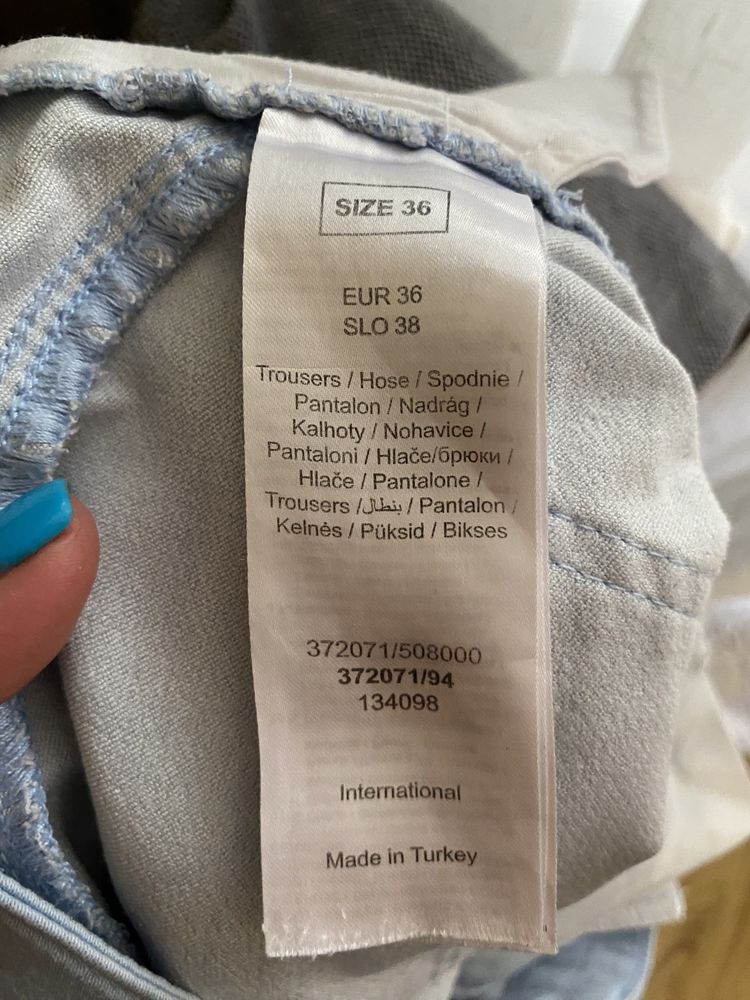 SIZE 36
EUR 36
SLO 38
Trousers / Hose / Spodnie /
Pantalon / Nadrág /
Kalhoty / Nohavice /
Pantaloni / Hlače/брюки /
Hlače / Pantalone /
Trousers /بنطال / Pantalon /
Kelnės / Püksid / Bikses
372071/508000
372071/94
134098
International
Made in Turkey